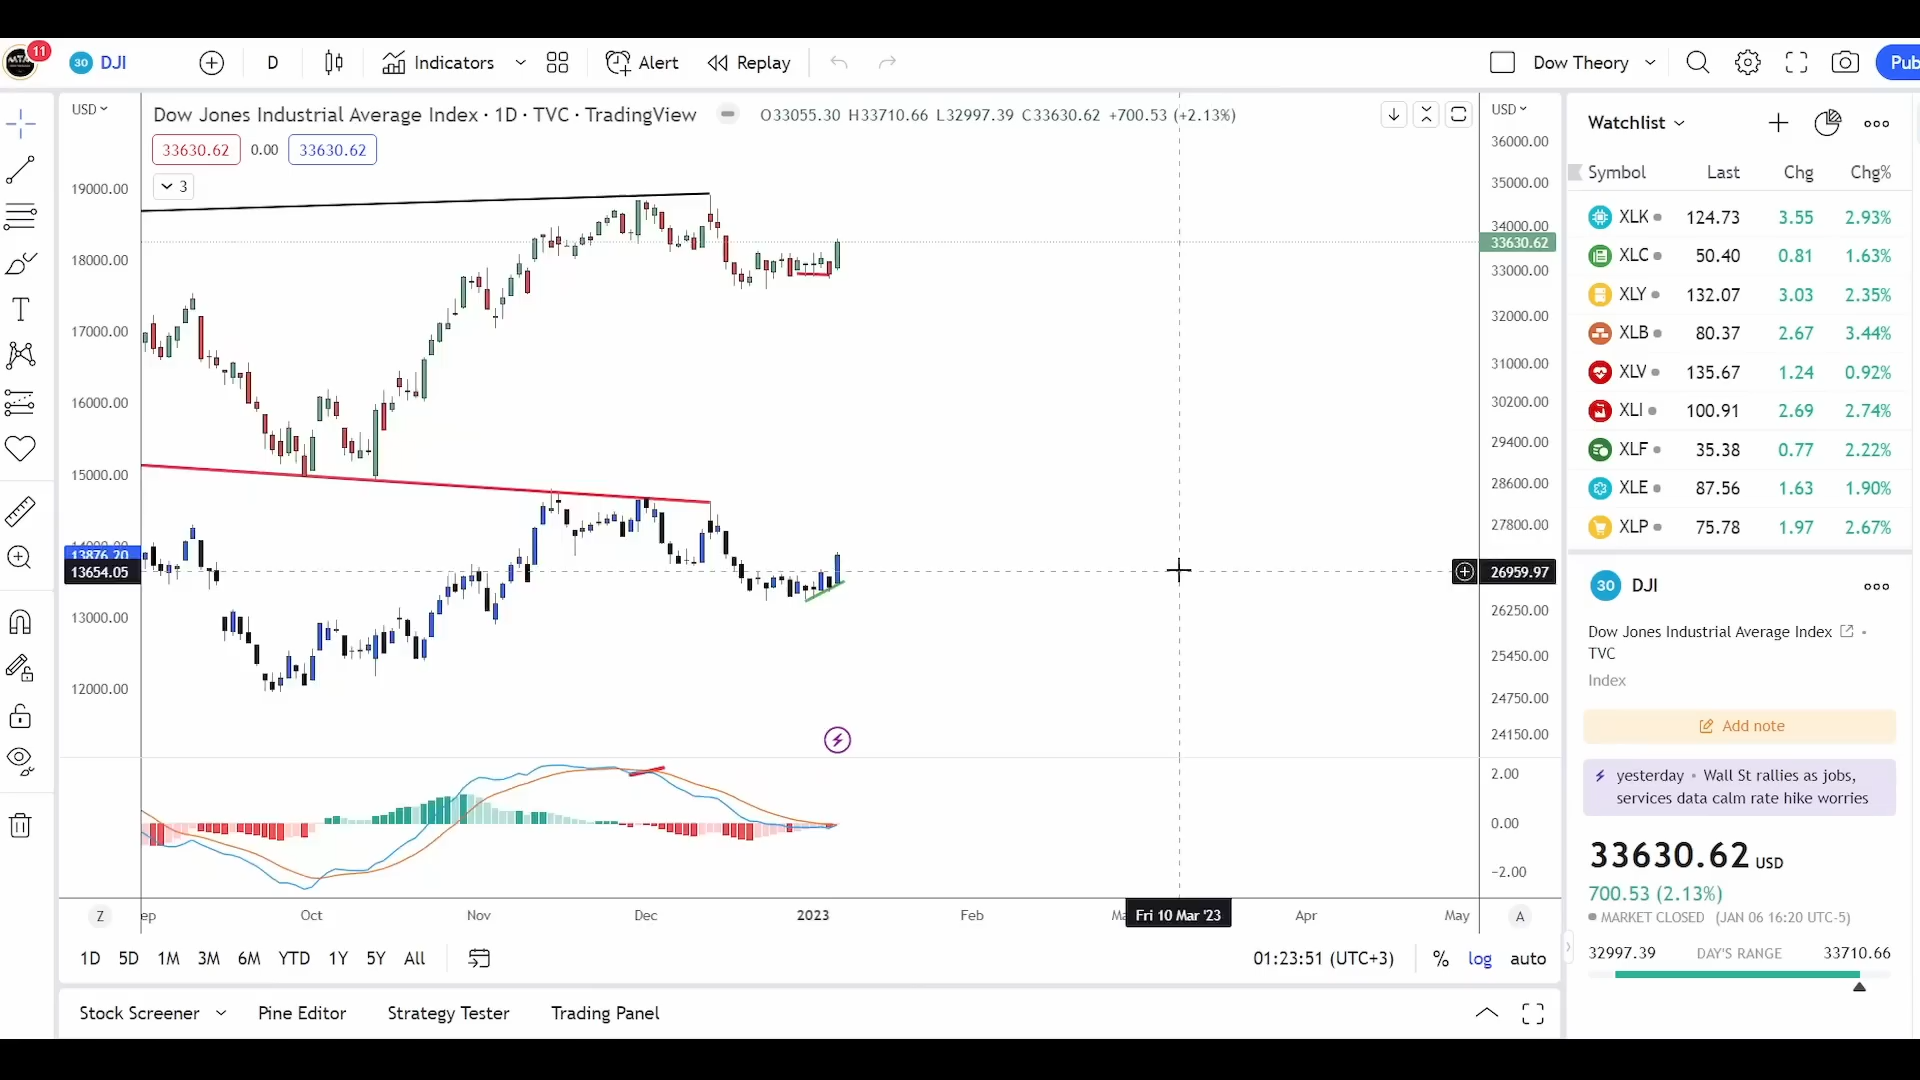 11
30 DJI
D
Indicators
Alert
Replay
Dow Theory
Pub
USD
Dow Jones Industrial Average Index · 1D · TVC · TradingView
O33055.30 H33710.66 L32997.39 C33630.62 +700.53 (+2.13%)
33630.62 0.00 33630.62
3
19000.00
18000.00
17000.00
16000.00
15000.00
13876.20
13654.05
13000.00
12000.00
USD
36000.00
35000.00
34000.00
33630.62
33000.00
32000.00
31000.00
30200.00
29400.00
28600.00
27800.00
26959.97
26250.00
25450.00
24750.00
24150.00
2.00
0.00
−2.00
Z
ep Oct Nov Dec 2023 Feb Ma Fri 10 Mar '23 Apr May
A
1D 5D 1M 3M 6M YTD 1Y 5Y All
01:23:51 (UTC+3) % log auto
Stock Screener Pine Editor Strategy Tester Trading Panel
Watchlist
Symbol Last Chg Chg%
XLK 124.73 3.55 2.93%
XLC 50.40 0.81 1.63%
XLY 132.07 3.03 2.35%
XLB 80.37 2.67 3.44%
XLV 135.67 1.24 0.92%
XLI 100.91 2.69 2.74%
XLF 35.38 0.77 2.22%
XLE 87.56 1.63 1.90%
XLP 75.78 1.97 2.67%
30 DJI
Dow Jones Industrial Average Index •
TVC
Index
Add note
yesterday • Wall St rallies as jobs,
services data calm rate hike worries
33630.62 USD
700.53 (2.13%)
MARKET CLOSED (JAN 06 16:20 UTC-5)
32997.39 DAY'S RANGE 33710.66